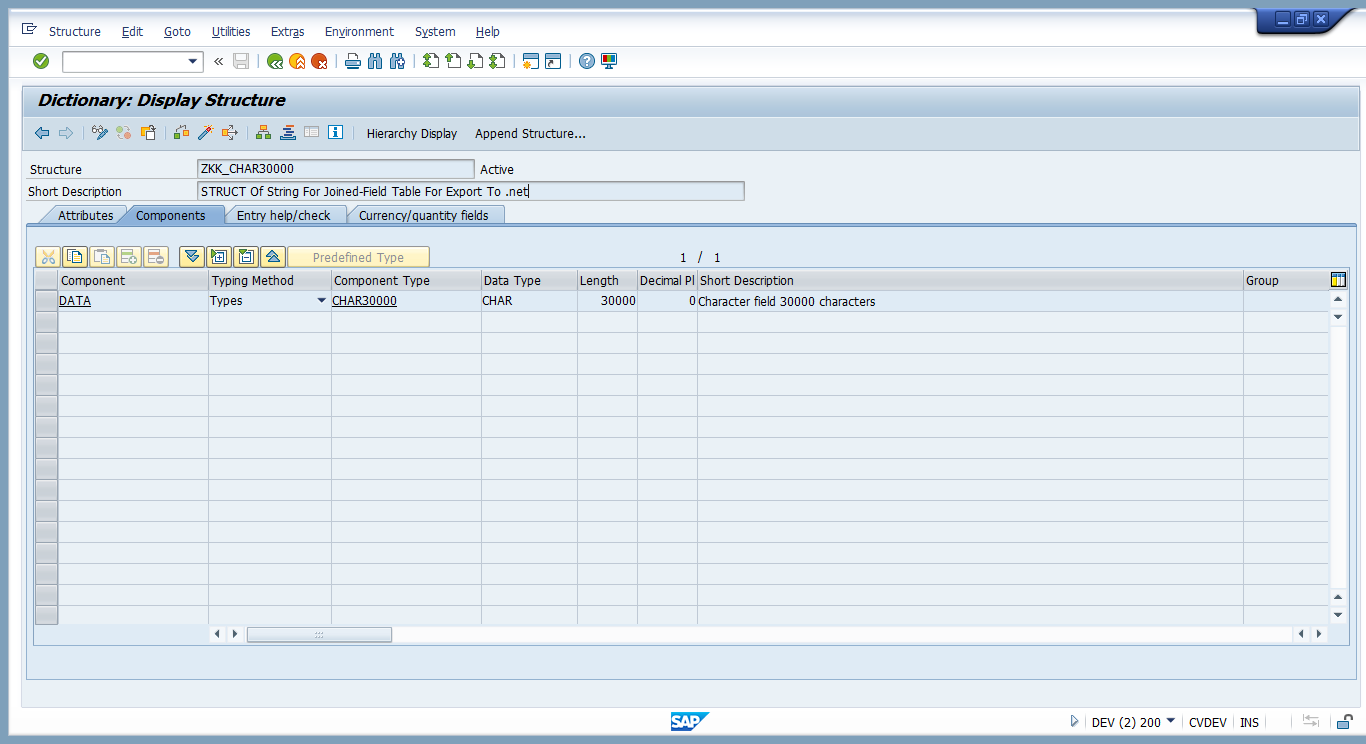 Structure Edit Goto Utilities Extras Environment System Help
Dictionary: Display Structure
Hierarchy Display Append Structure...
Structure ZKK_CHAR30000 Active
Short Description STRUCT Of String For Joined-Field Table For Export To .net
Attributes Components Entry help/check Currency/quantity fields
Predefined Type 1 / 1
Component Typing Method Component Type Data Type Length Decimal Pl Short Description Group
DATA Types CHAR30000 CHAR 30000 0 Character field 30000 characters
SAP DEV (2) 200 CVDEV INS